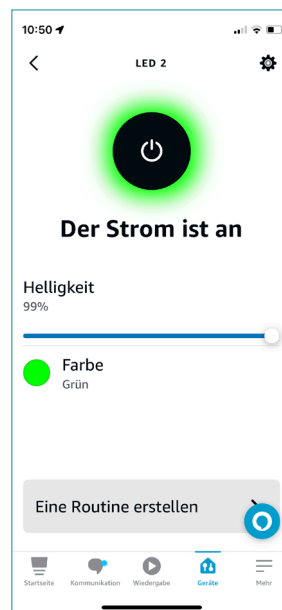 10:50
LED 2
Der Strom ist an
Helligkeit
99%
Farbe
Grün
Eine Routine erstellen
Startseite Kommunikation Wiedergabe Geräte Mehr